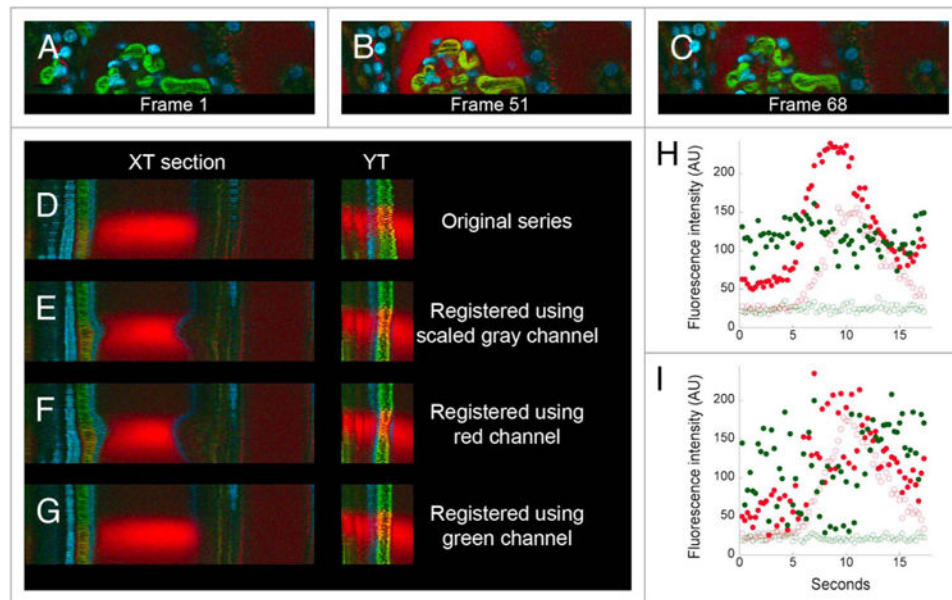 A
Frame 1
B
Frame 51
C
Frame 68
XT section
YT
D
Original series
E
Registered using
scaled gray channel
F
Registered using
red channel
G
Registered using
green channel
H
Fluorescence intensity (AU)
200
150
100
50
0
0
5
10
15
I
Fluorescence intensity (AU)
200
150
100
50
0
0
5
10
15
Seconds